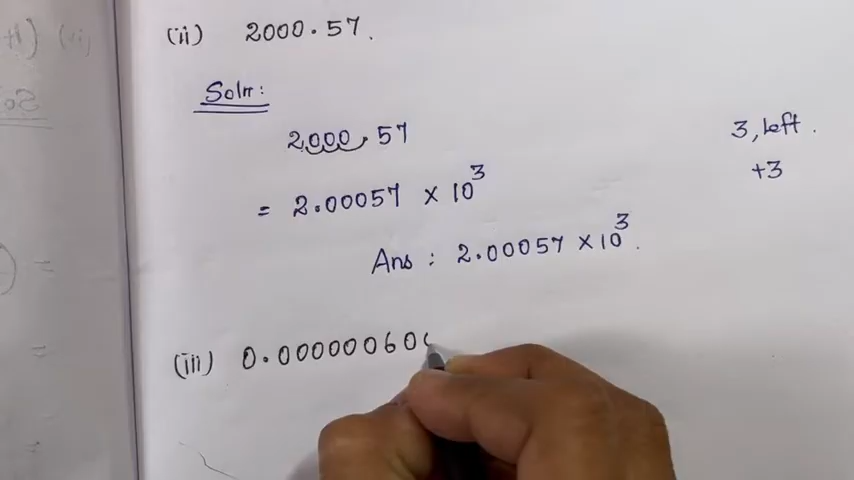 (ii) 2000.57.
Soln:
2000.57
3, left.
+3
= 2.00057 × 10³
Ans : 2.00057 × 10³.
(iii) 0.00000060